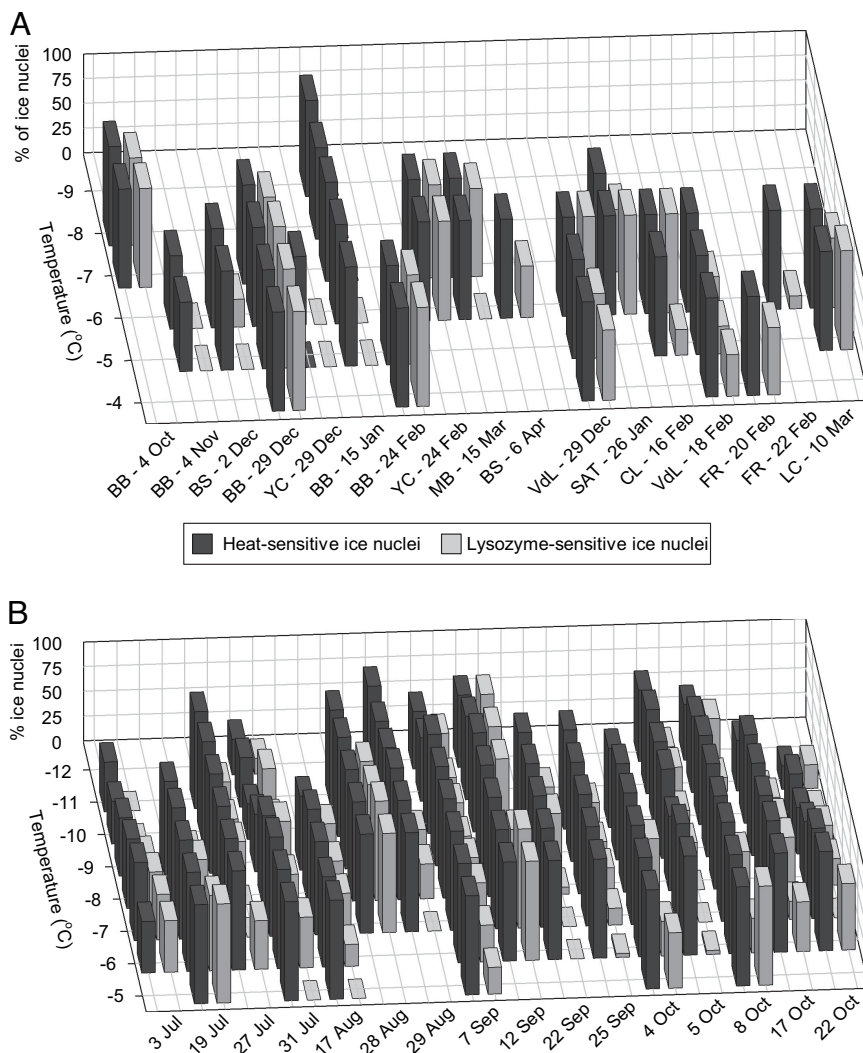 A
% of ice nuclei
100
75
50
25
0
-9
-8
-7
-6
-5
-4
Temperature (°C)
BB - 4 Oct
BB - 4 Nov
BS - 2 Dec
BB - 29 Dec
YC - 29 Dec
BB - 15 Jan
BB - 24 Feb
YC - 24 Feb
MB - 15 Mar
BS - 6 Apr
VdL - 29 Dec
SAT - 26 Jan
CL - 16 Feb
VdL - 18 Feb
FR - 20 Feb
FR - 22 Feb
LC - 10 Mar
Heat-sensitive ice nuclei
Lysozyme-sensitive ice nuclei
B
% ice nuclei
100
75
50
25
0
-12
-11
-10
-9
-8
-7
-6
-5
Temperature (°C)
3 Jul
19 Jul
27 Jul
31 Jul
17 Aug
28 Aug
29 Aug
7 Sep
12 Sep
22 Sep
25 Sep
4 Oct
5 Oct
8 Oct
17 Oct
22 Oct